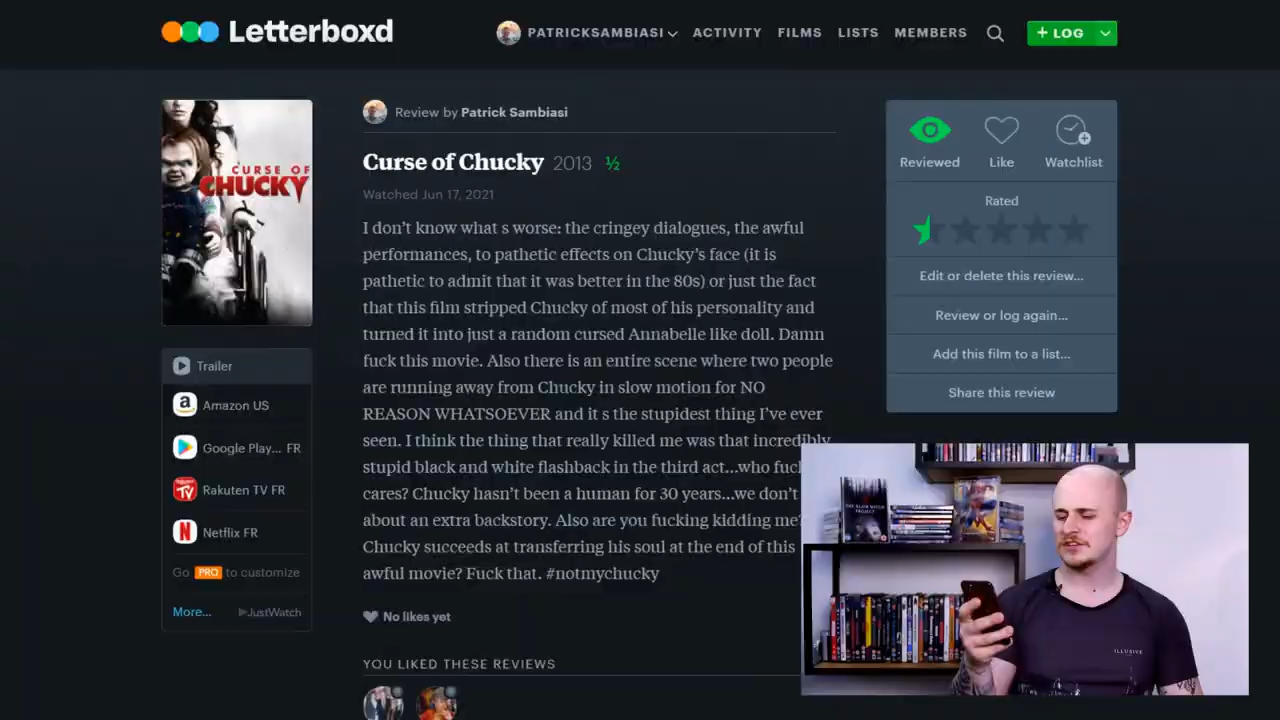 Letterboxd
PATRICKSAMBIASI
ACTIVITY
FILMS
LISTS
MEMBERS
+ LOG
CURSE OF
CHUCKY
Review by Patrick Sambiasi
Curse of Chucky 2013 ½
Watched Jun 17, 2021
I don’t know what s worse: the cringey dialogues, the awful
performances, to pathetic effects on Chucky’s face (it is
pathetic to admit that it was better in the 80s) or just the fact
that this film stripped Chucky of most of his personality and
turned it into just a random cursed Annabelle like doll. Damn
fuck this movie. Also there is an entire scene where two people
are running away from Chucky in slow motion for NO
REASON WHATSOEVER and it s the stupidest thing I’ve ever
seen. I think the thing that really killed me was that incredibly
stupid black and white flashback in the third act...who
cares? Chucky hasn’t been a human for 30 years...we don’t
about an extra backstory. Also are you fucking kidding me?
Chucky succeeds at transferring his soul at the end of this
awful movie? Fuck that. #notmychucky
No likes yet
YOU LIKED THESE REVIEWS
Reviewed
Like
Watchlist
Rated
Edit or delete this review...
Review or log again...
Add this film to a list...
Share this review
Trailer
Amazon US
Google Play... FR
Rakuten TV FR
Netflix FR
Go PRO to customize
More...
JustWatch
ILLUSIVE